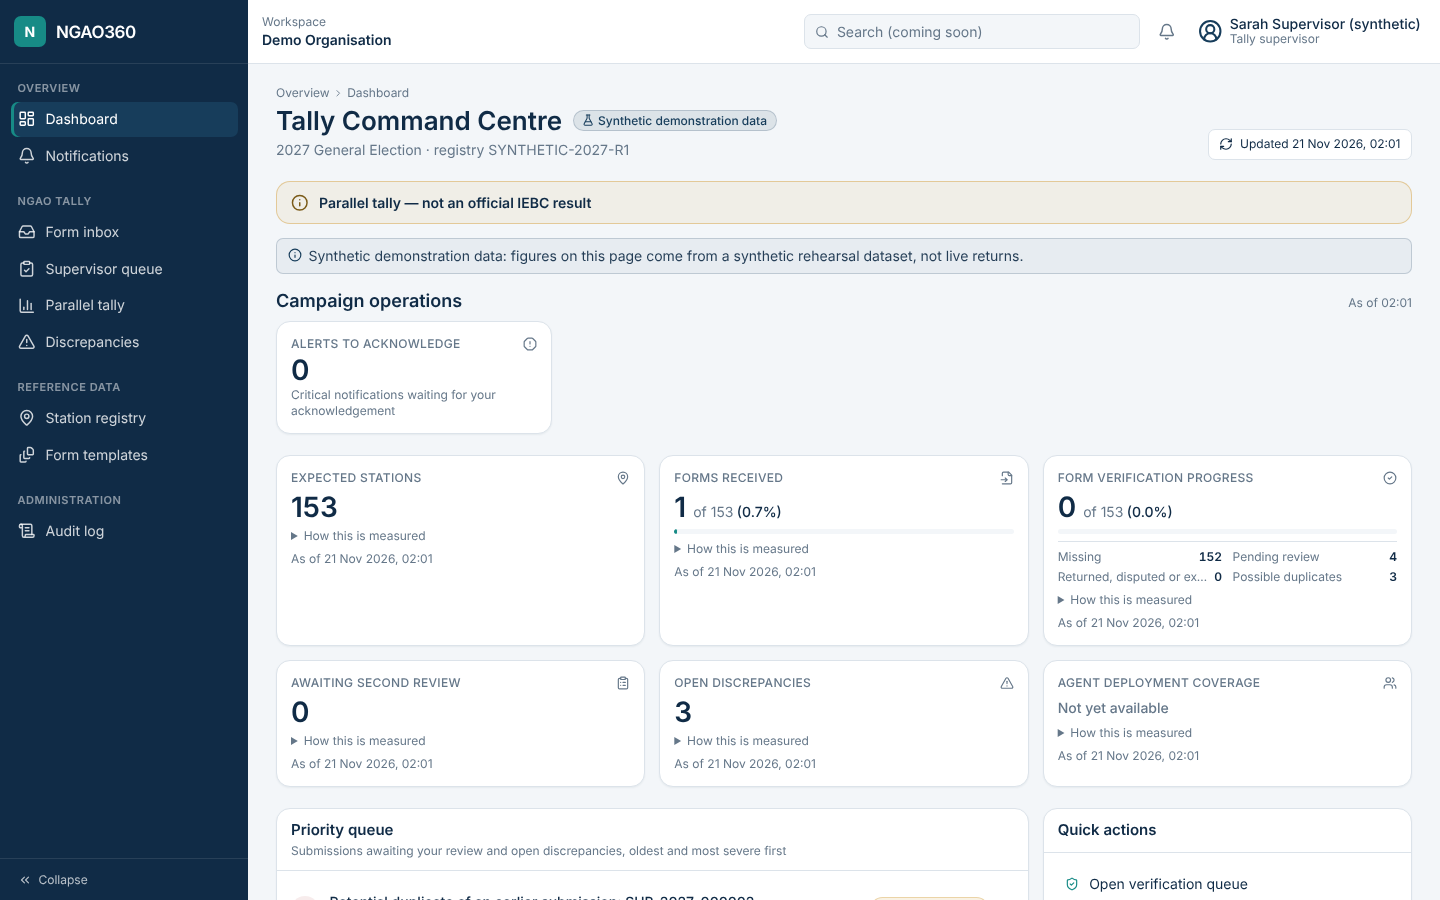 N NGAO360
Workspace
Demo Organisation
Search (coming soon)
Sarah Supervisor (synthetic)
Tally supervisor
OVERVIEW
Dashboard
Notifications
NGAO TALLY
Form inbox
Supervisor queue
Parallel tally
Discrepancies
REFERENCE DATA
Station registry
Form templates
ADMINISTRATION
Audit log
Collapse
Overview > Dashboard
Tally Command Centre
Synthetic demonstration data
2027 General Election · registry SYNTHETIC-2027-R1
Updated 21 Nov 2026, 02:01
Parallel tally — not an official IEBC result
Synthetic demonstration data: figures on this page come from a synthetic rehearsal dataset, not live returns.
Campaign operations
As of 02:01
ALERTS TO ACKNOWLEDGE
0
Critical notifications waiting for your
acknowledgement
EXPECTED STATIONS
153
How this is measured
As of 21 Nov 2026, 02:01
FORMS RECEIVED
1 of 153 (0.7%)
How this is measured
As of 21 Nov 2026, 02:01
FORM VERIFICATION PROGRESS
0 of 153 (0.0%)
Missing 152 Pending review 4
Returned, disputed or ex... 0 Possible duplicates 3
How this is measured
As of 21 Nov 2026, 02:01
AWAITING SECOND REVIEW
0
How this is measured
As of 21 Nov 2026, 02:01
OPEN DISCREPANCIES
3
How this is measured
As of 21 Nov 2026, 02:01
AGENT DEPLOYMENT COVERAGE
Not yet available
How this is measured
As of 21 Nov 2026, 02:01
Priority queue
Submissions awaiting your review and open discrepancies, oldest and most severe first
Potential duplicate of an earlier submission:
Quick actions
Open verification queue